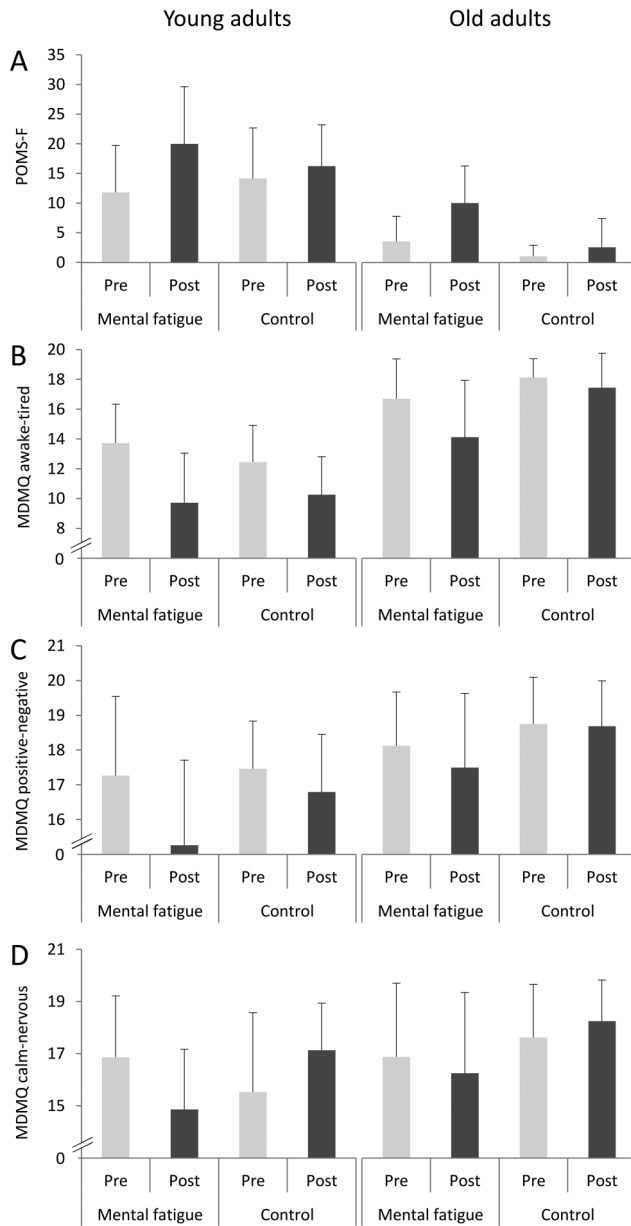 Young adults Old adults
A
POMS-F
35
30
25
20
15
10
5
0
Pre Post Pre Post Pre Post Pre Post
Mental fatigue Control Mental fatigue Control
B
MDMQ awake-tired
20
18
16
14
12
10
8
0
Pre Post Pre Post Pre Post Pre Post
Mental fatigue Control Mental fatigue Control
C
MDMQ positive-negative
21
20
19
18
17
16
0
Pre Post Pre Post Pre Post Pre Post
Mental fatigue Control Mental fatigue Control
D
MDMQ calm-nervous
21
19
17
15
0
Pre Post Pre Post Pre Post Pre Post
Mental fatigue Control Mental fatigue Control